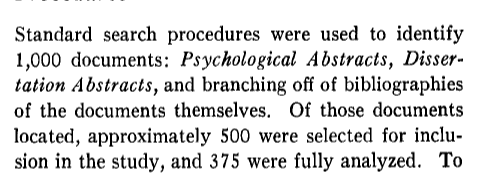 Standard search procedures were used to identify
1,000 documents: Psychological Abstracts, Disser-
tation Abstracts, and branching off of bibliographies
of the documents themselves. Of those documents
located, approximately 500 were selected for inclu-
sion in the study, and 375 were fully analyzed. To